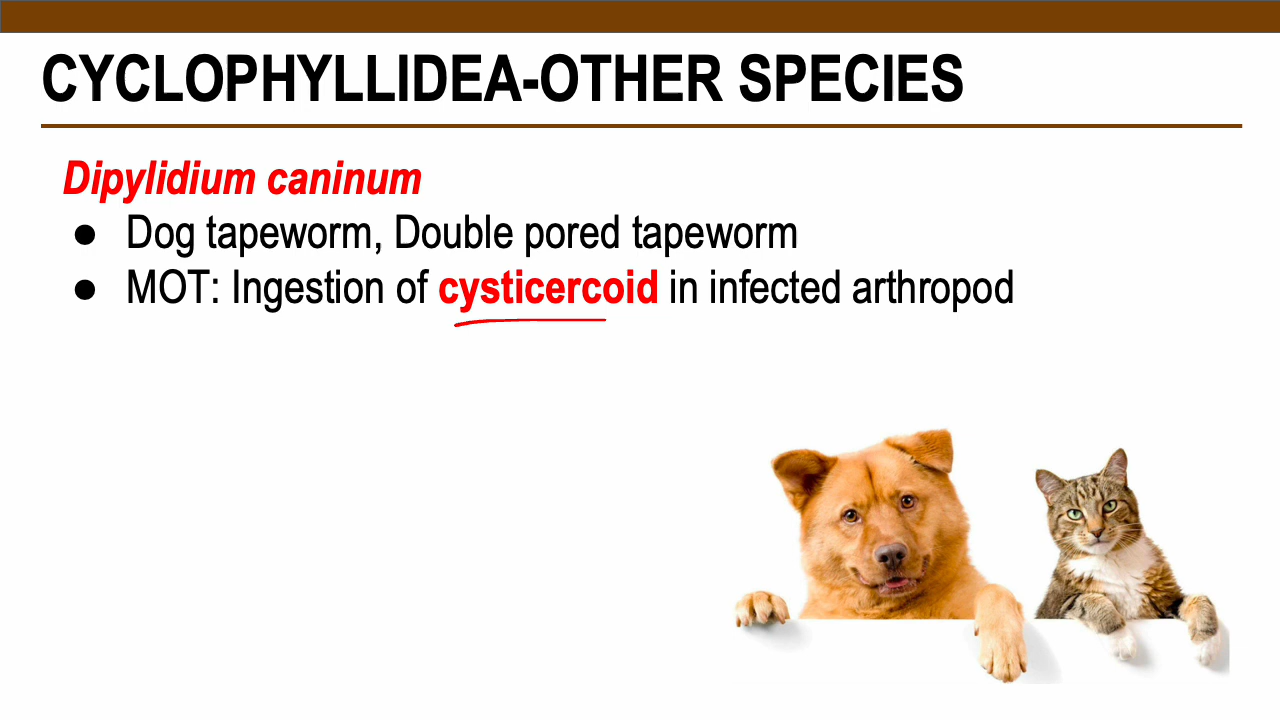 CYCLOPHYLLIDEA-OTHER SPECIES
Dipylidium caninum
● Dog tapeworm, Double pored tapeworm
● MOT: Ingestion of cysticercoid in infected arthropod